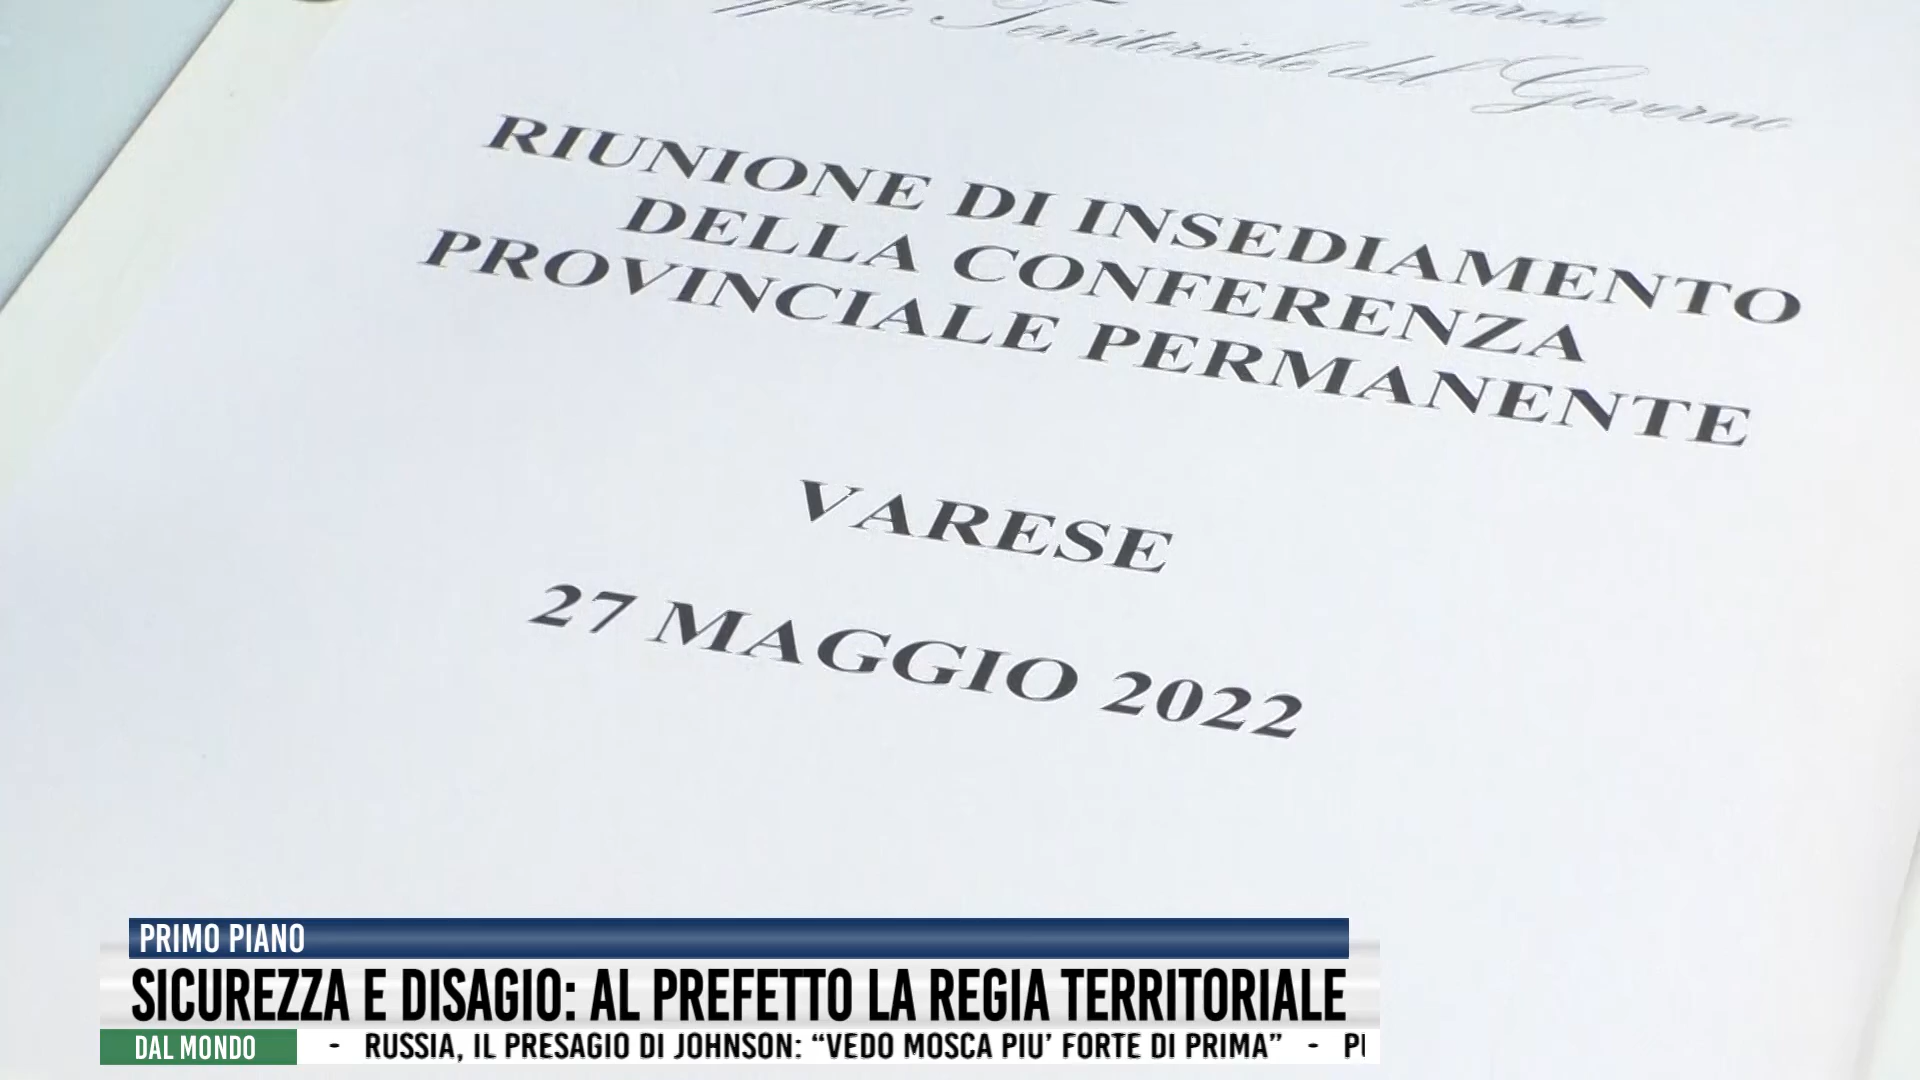 Varese
Territoriale del Governo
RIUNIONE DI INSEDIAMENTO
DELLA CONFERENZA
PROVINCIALE PERMANENTE
VARESE
27 MAGGIO 2022
PRIMO PIANO
SICUREZZA E DISAGIO: AL PREFETTO LA REGIA TERRITORIALE
DAL MONDO - RUSSIA, IL PRESAGIO DI JOHNSON: “VEDO MOSCA PIU’ FORTE DI PRIMA” -